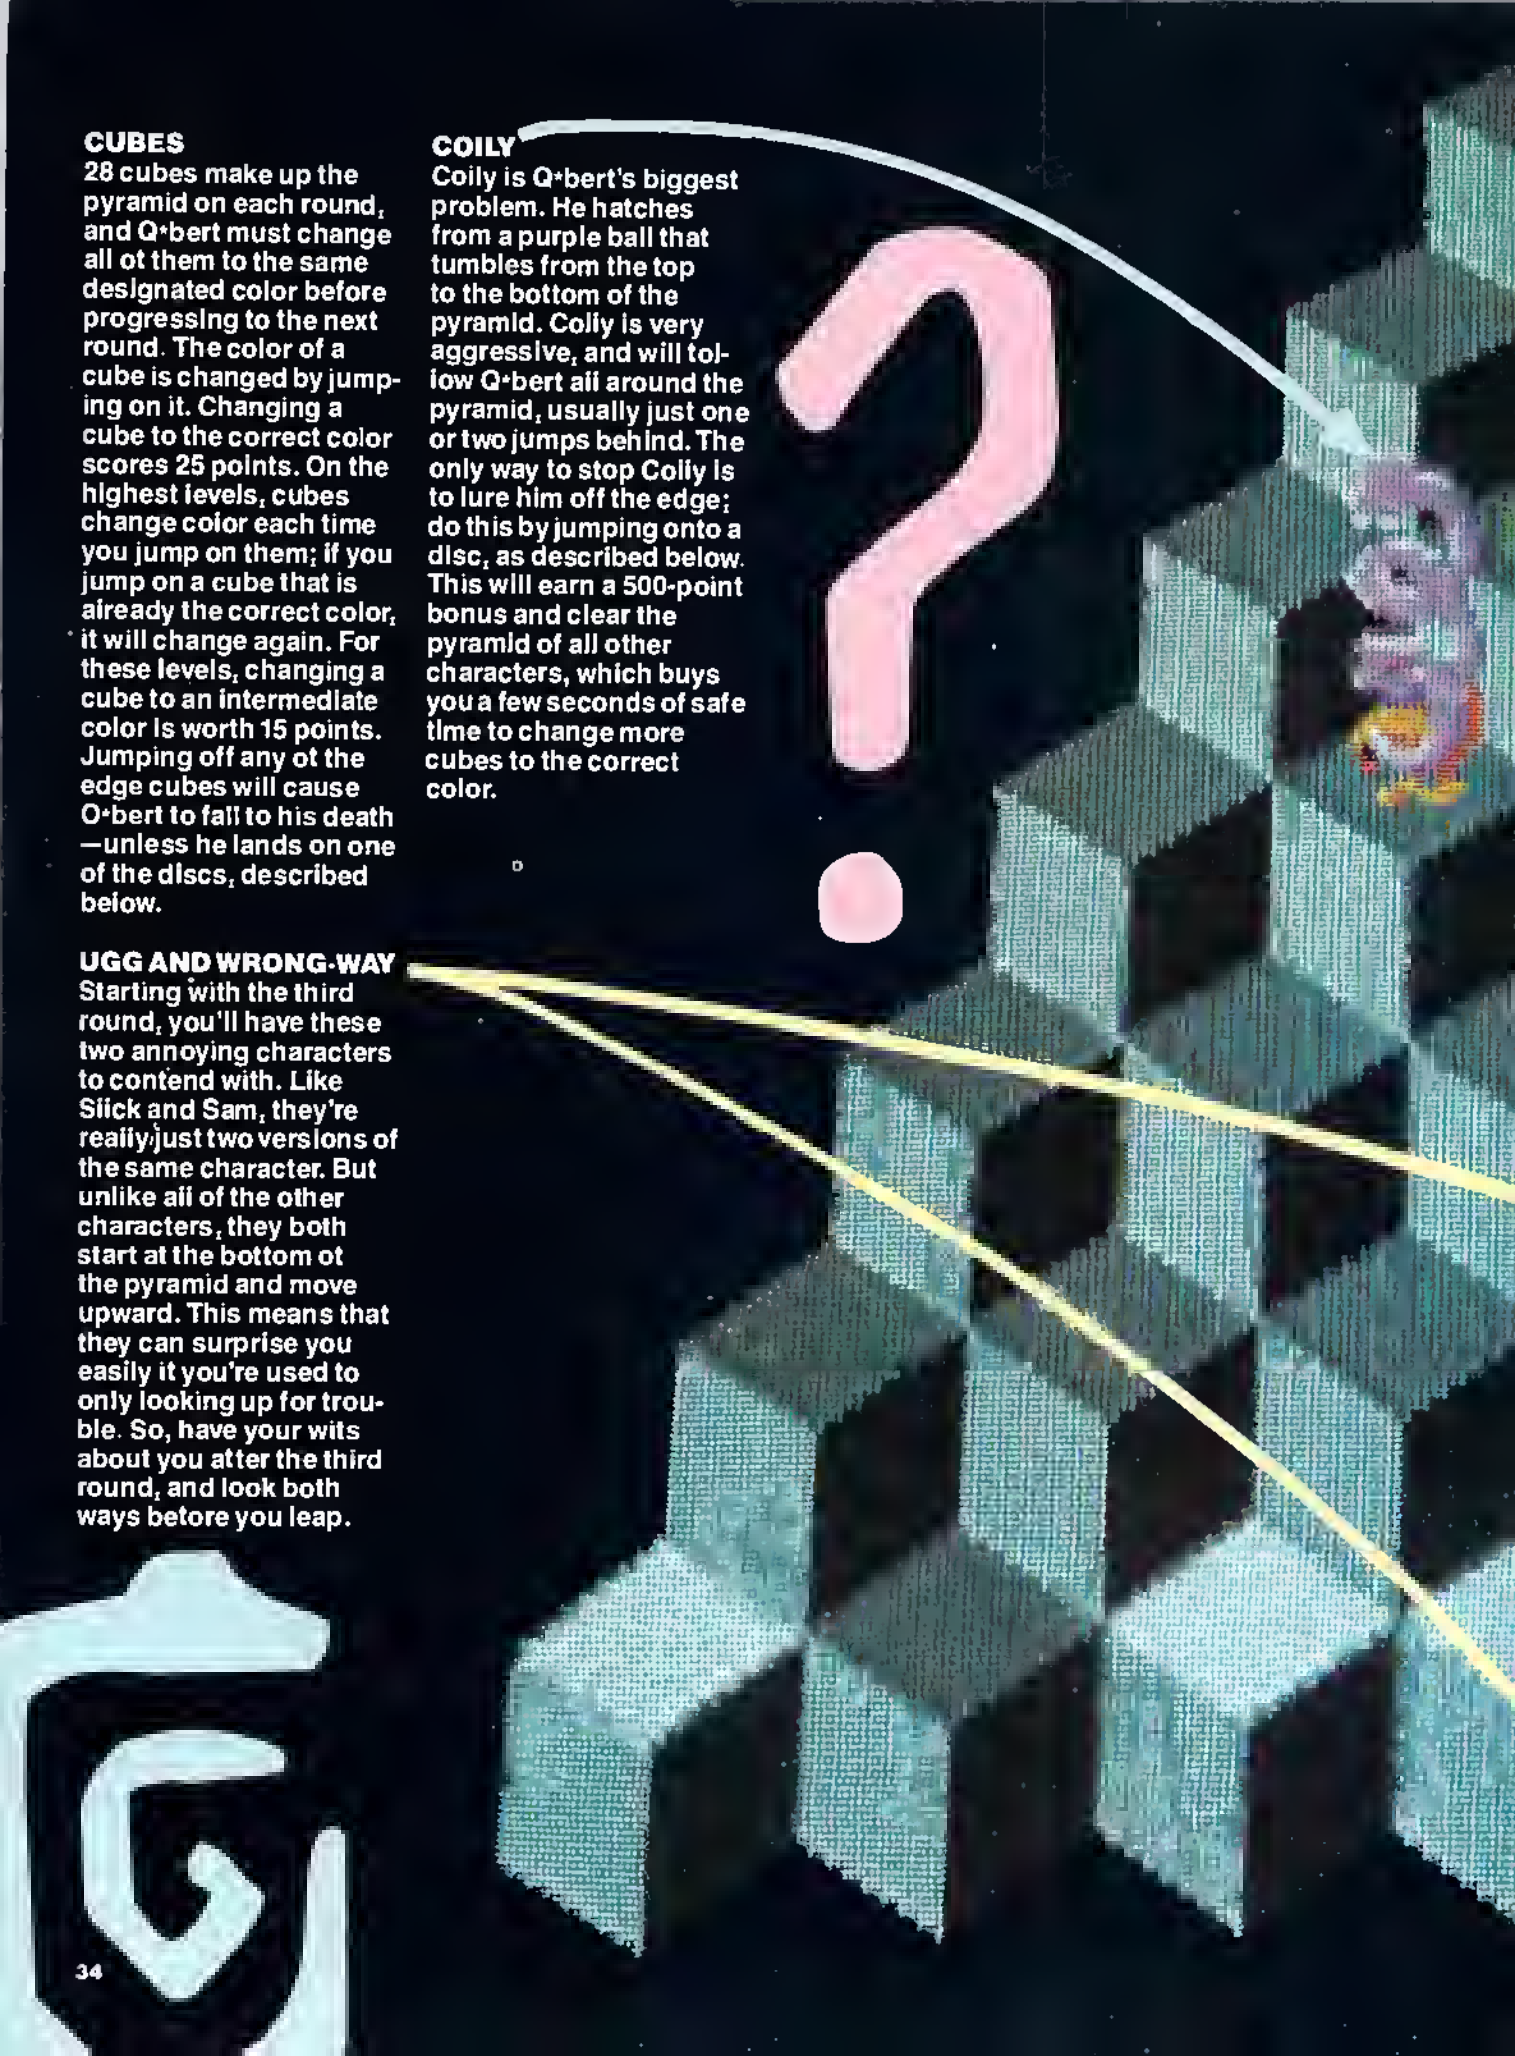 CUBES
28 cubes make up the
pyramid on each round,
and Q*bert must change
all of them to the same
designated color before
progressing to the next
round. The color of a
cube is changed by jump-
ing on it. Changing a
cube to the correct color
scores 25 points. On the
highest levels, cubes
change color each time
you jump on them; if you
jump on a cube that is
already the correct color,
it will change again. For
these levels, changing a
cube to an intermediate
color is worth 15 points.
Jumping off any of the
edge cubes will cause
Q*bert to fall to his death
—unless he lands on one
of the discs, described
below.
UGG AND WRONG-WAY
Starting with the third
round, you'll have these
two annoying characters
to contend with. Like
Slick and Sam, they're
really just two versions of
the same character. But
unlike all of the other
characters, they both
start at the bottom of
the pyramid and move
upward. This means that
they can surprise you
easily if you're used to
only looking up for trou-
ble. So, have your wits
about you after the third
round, and look both
ways before you leap.
COILY
Coily is Q*bert's biggest
problem. He hatches
from a purple ball that
tumbles from the top
to the bottom of the
pyramid. Coily is very
aggressive, and will fol-
low Q*bert all around the
pyramid, usually just one
or two jumps behind. The
only way to stop Coily is
to lure him off the edge;
do this by jumping onto a
disc, as described below.
This will earn a 500-point
bonus and clear the
pyramid of all other
characters, which buys
you a few seconds of safe
time to change more
cubes to the correct
color.
?
34